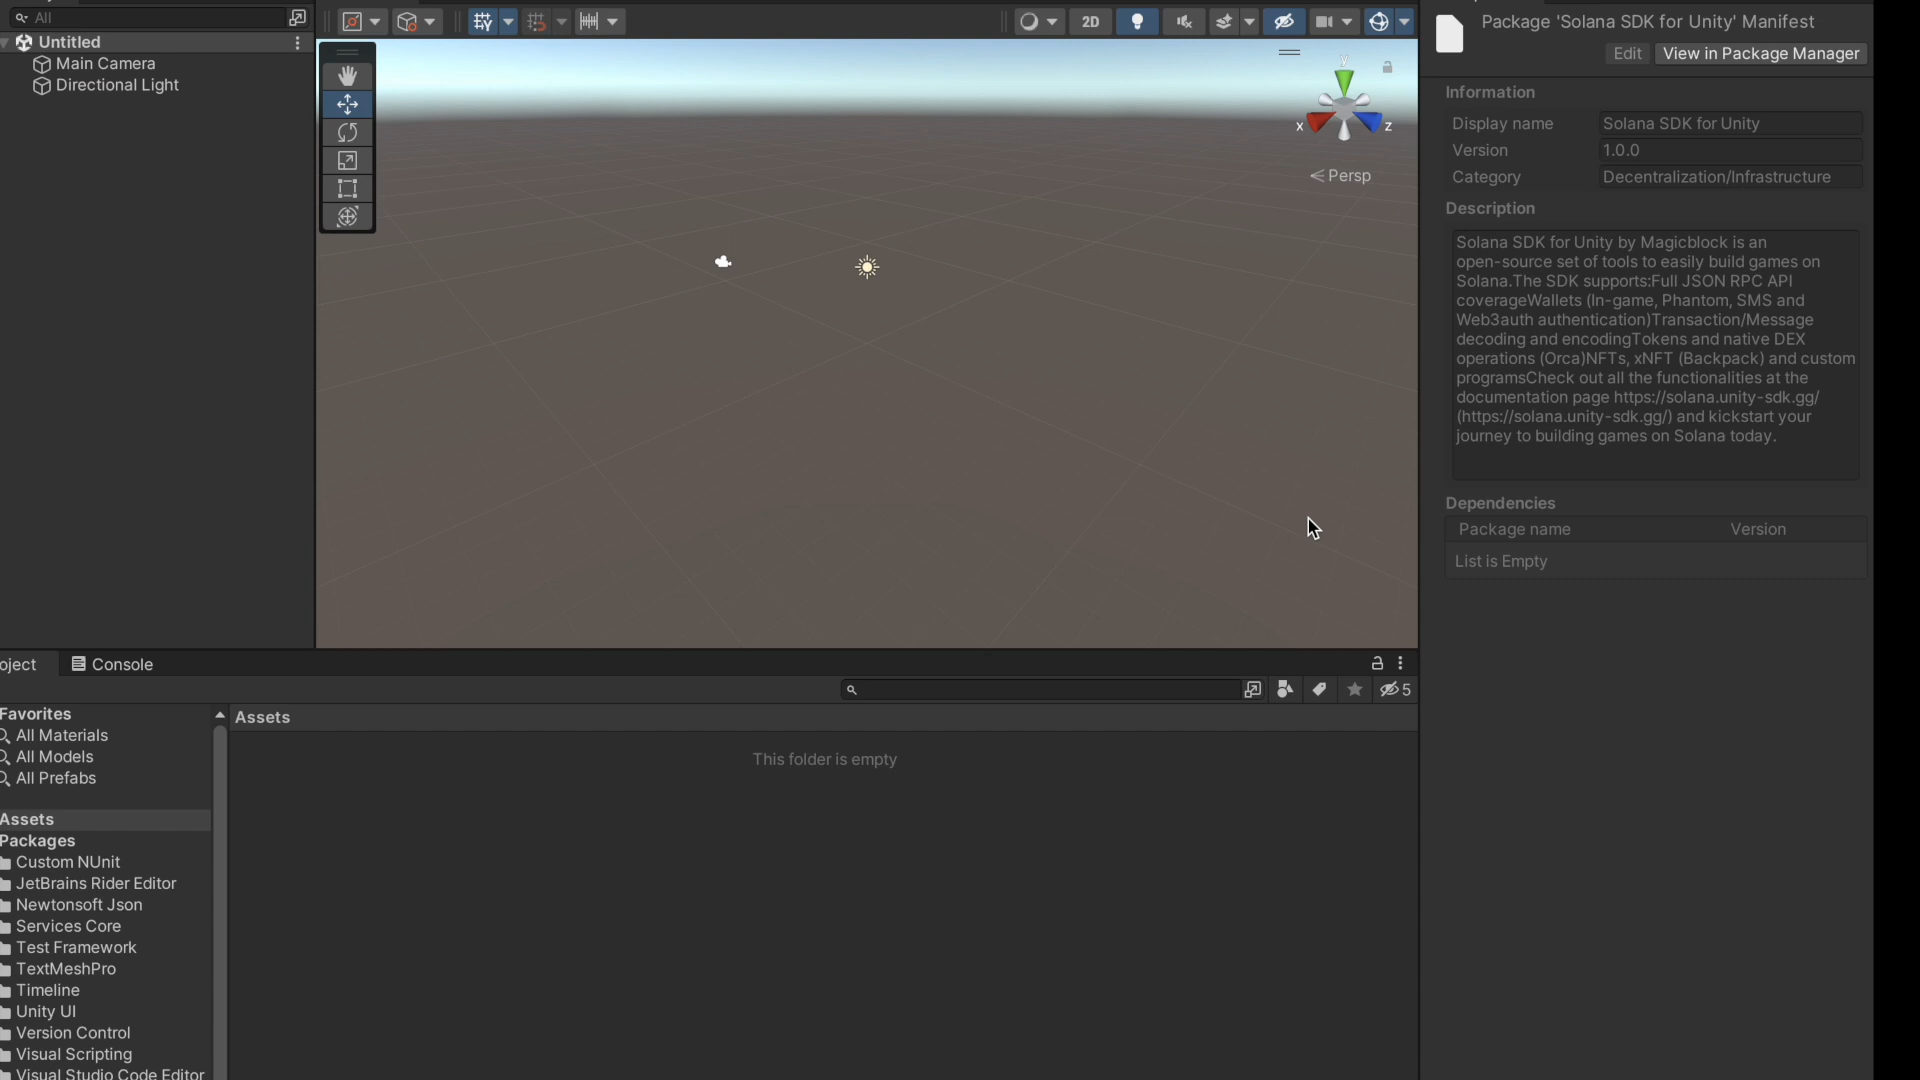 All
Untitled
Main Camera
Directional Light
2D
y
x
z
Persp
Package 'Solana SDK for Unity' Manifest
Edit
View in Package Manager
Information
Display name
Solana SDK for Unity
Version
1.0.0
Category
Decentralization/Infrastructure
Description
Solana SDK for Unity by Magicblock is an
open-source set of tools to easily build games on
Solana.The SDK supports:Full JSON RPC API
coverageWallets (In-game, Phantom, SMS and
Web3auth authentication)Transaction/Message
decoding and encodingTokens and native DEX
operations (Orca)NFTs, xNFT (Backpack) and custom
programsCheck out all the functionalities at the
documentation page https://solana.unity-sdk.gg/
(https://solana.unity-sdk.gg/) and kickstart your
journey to building games on Solana today.
Dependencies
Package name Version
List is Empty
oject
Console
5
Favorites
All Materials
All Models
All Prefabs
Assets
Packages
Custom NUnit
JetBrains Rider Editor
Newtonsoft Json
Services Core
Test Framework
TextMeshPro
Timeline
Unity UI
Version Control
Visual Scripting
Visual Studio Code Editor
Assets
This folder is empty